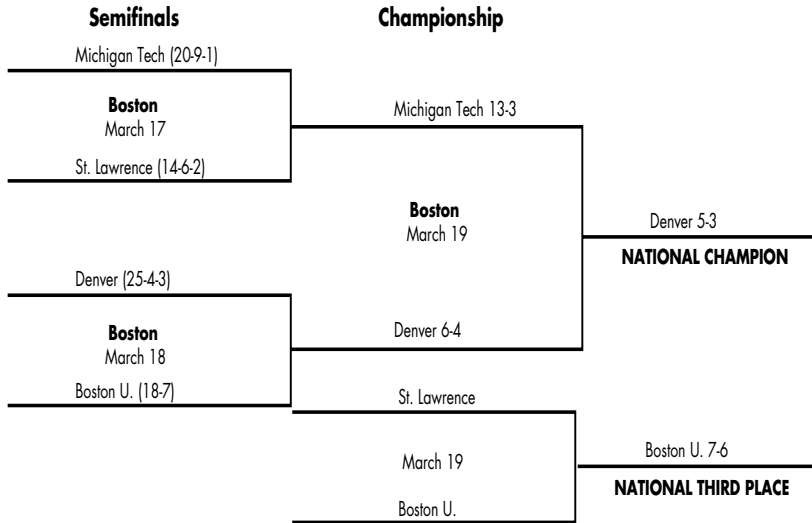 Semifinals
Championship
Michigan Tech (20-9-1)
Boston
March 17
St. Lawrence (14-6-2)
Michigan Tech 13-3
Boston
March 19
Denver 5-3
NATIONAL CHAMPION
Denver (25-4-3)
Boston
March 18
Boston U. (18-7)
Denver 6-4
St. Lawrence
March 19
Boston U.
Boston U. 7-6
NATIONAL THIRD PLACE